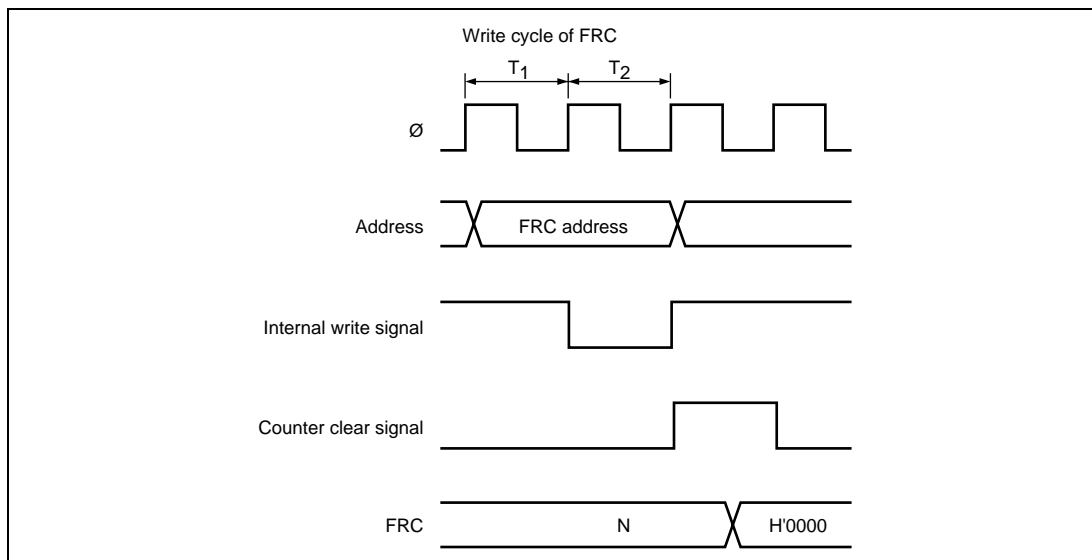 Write cycle of FRC
T1 T2
Ø
Address FRC address
Internal write signal
Counter clear signal
FRC N H'0000